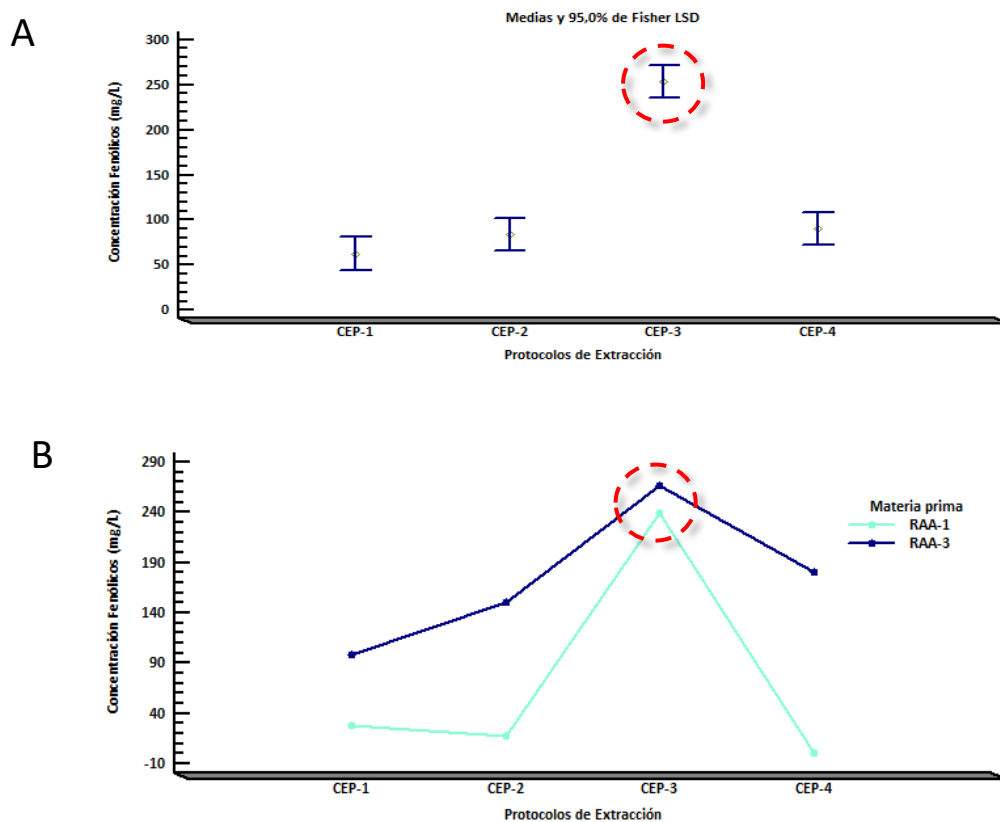 A
Medias y 95,0% de Fisher LSD
Concentración Fenólicos (mg/L)
300
250
200
150
100
50
0
CEP-1 CEP-2 CEP-3 CEP-4
Protocolos de Extracción
B
Concentración Fenólicos (mg/L)
290
240
190
140
90
40
-10
Materia prima
RAA-1
RAA-3
CEP-1 CEP-2 CEP-3 CEP-4
Protocolos de Extracción